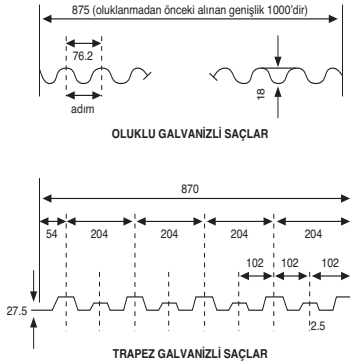 875 (oluklanmadan önceki alınan genişlik 1000'dir)
76.2
adım
18
OLUKLU GALVANİZLİ SAÇLAR
870
54 204 204 204 204
102 102 102
27.5
2.5
TRAPEZ GALVANİZLİ SAÇLAR